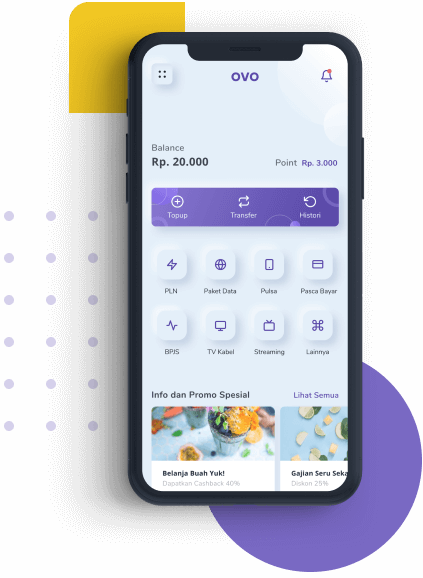 OVO
Balance
Rp. 20.000
Point Rp. 3.000
Topup Transfer Histori
PLN Paket Data Pulsa Pasca Bayar
BPJS TV Kabel Streaming Lainnya
Info dan Promo Spesial Lihat Semua
Belanja Buah Yuk! Gajian Seru Seka
Dapatkan Cashback 40% Diskon 25%